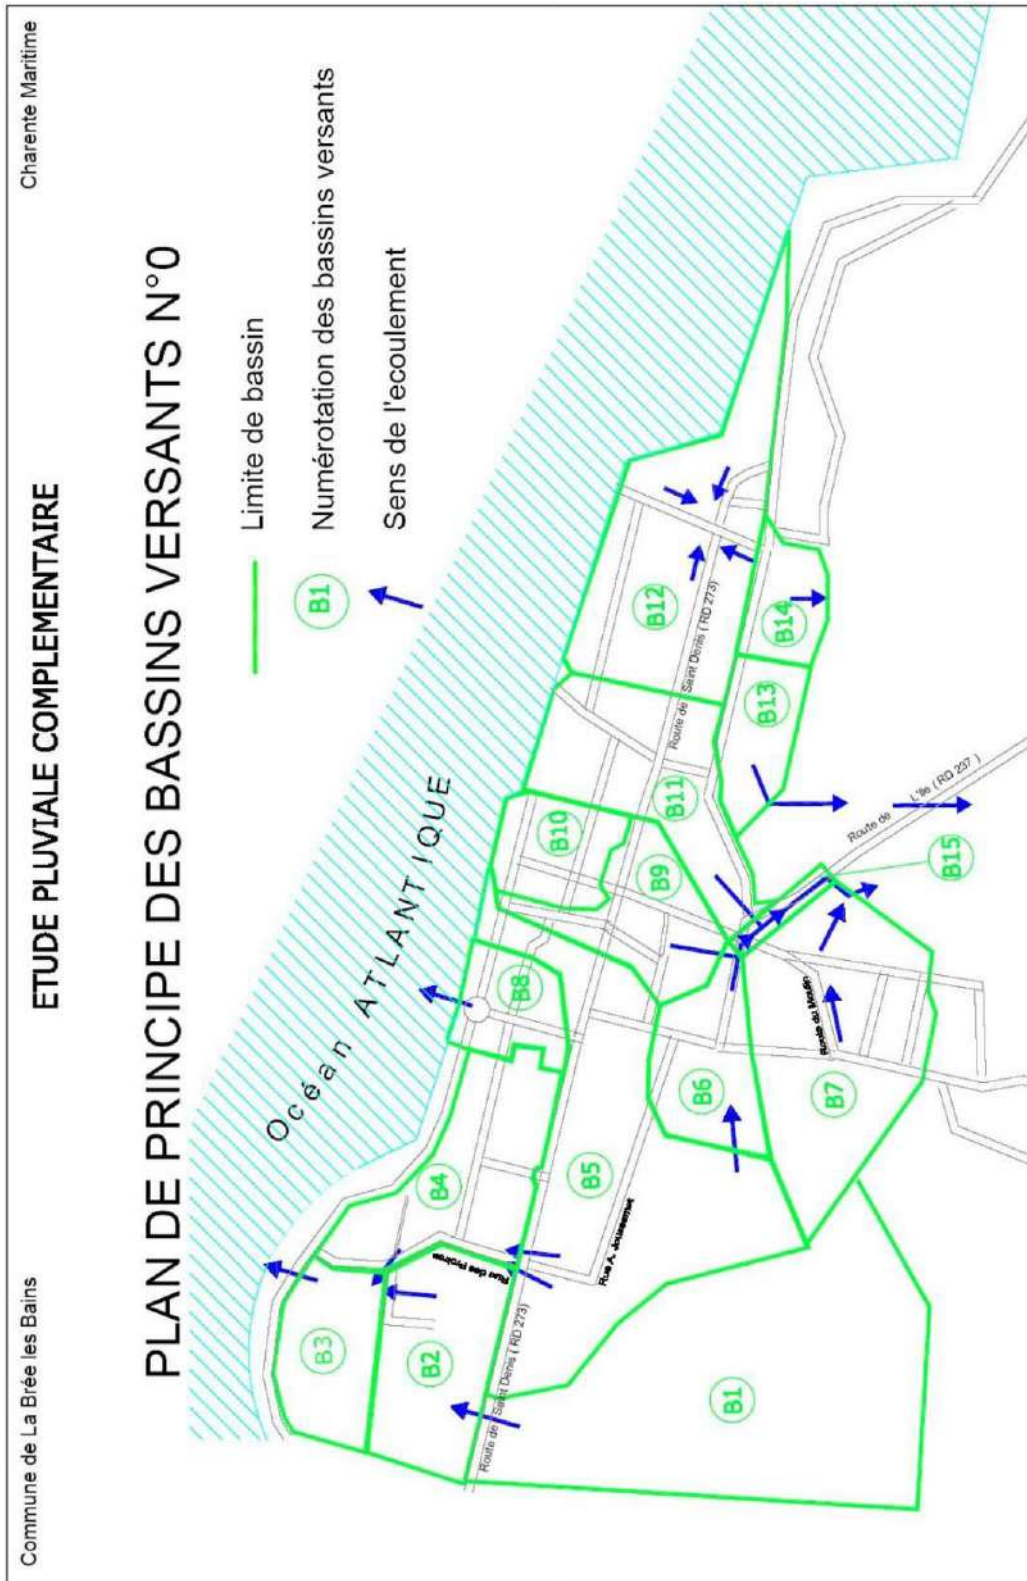 Commune de La Brée les Bains
Charente Maritime
ETUDE PLUVIALE COMPLEMENTAIRE
PLAN DE PRINCIPE DES BASSINS VERSANTS N°0
Limite de bassin
B1
Numérotation des bassins versants
Sens de l'ecoulement
Océan ATLANTIQUE
B3
B4
B8
B10
B12
B2
Rue des Proires
B5
B9
B11
Route de Saint Denis ( RD 273)
B14
Route de Saint Denis ( RD 273)
Rue A. Joussemet
B6
B13
B1
B7
Route du Moulin
Route de L'Ile ( RD 237 )
B15